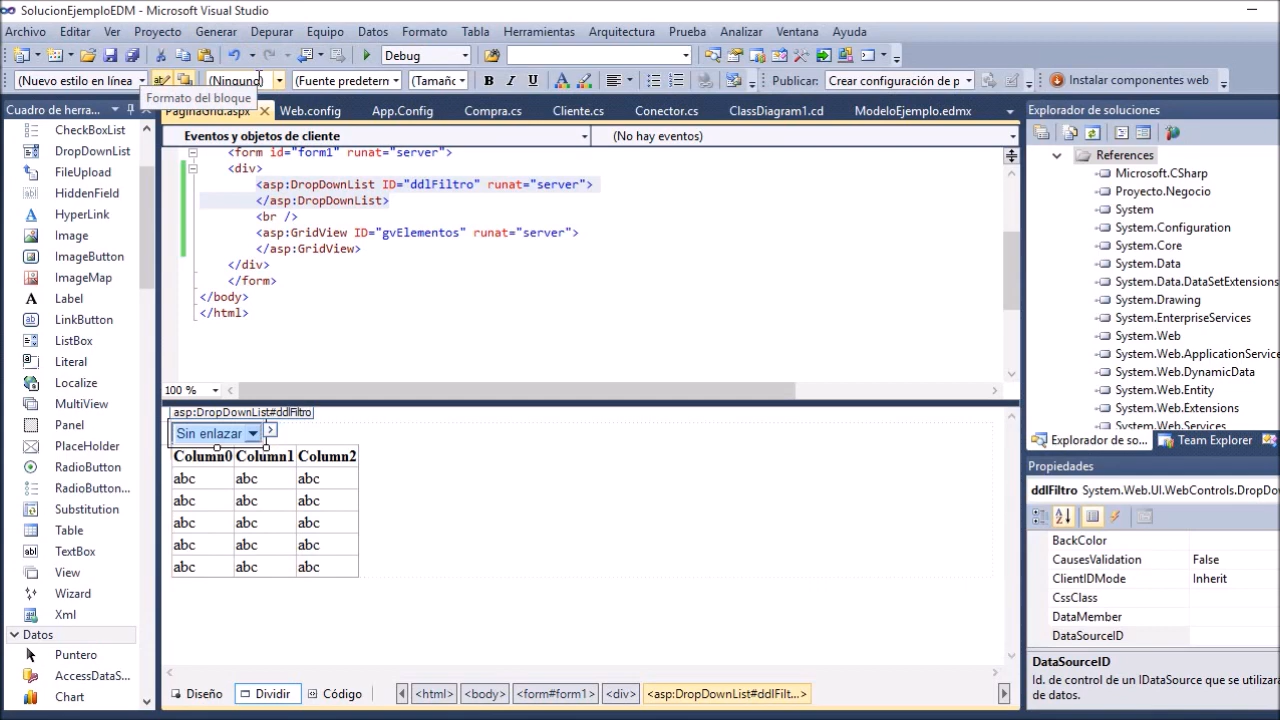 SolucionEjemploEDM - Microsoft Visual Studio
Archivo Editar Ver Proyecto Generar Depurar Equipo Datos Formato Tabla Herramientas Arquitectura Prueba Analizar Ventana Ayuda
Debug
(Nuevo estilo en línea (Ninguno) (Fuente predetern (Tamaño B I U A Publicar: Crear configuración de p Instalar componentes web
Formato del bloque
Cuadro de herra...
PaginaGrid.aspx Web.config App.Config Compra.cs Cliente.cs Conector.cs ClassDiagram1.cd ModeloEjemplo.edmx
Eventos y objetos de cliente (No hay eventos)
CheckBoxList
DropDownList
FileUpload
HiddenField
HyperLink
Image
ImageButton
ImageMap
Label
LinkButton
ListBox
Literal
Localize
MultiView
Panel
PlaceHolder
RadioButton
RadioButton...
Substitution
Table
TextBox
View
Wizard
Xml
Datos
Puntero
AccessDataS...
Chart
<form id="form1" runat="server">
<div>
<asp:DropDownList ID="ddlFiltro" runat="server">
</asp:DropDownList>
<br />
<asp:GridView ID="gvElementos" runat="server">
</asp:GridView>
</div>
</form>
</body>
</html>
100 %
asp:DropDownList#ddlFiltro
Sin enlazar
Column0 Column1 Column2
abc abc abc
abc abc abc
abc abc abc
abc abc abc
abc abc abc
Diseño Dividir Código <html> <body> <form#form1> <div> <asp:DropDownList#ddlFilt...>
Explorador de soluciones
References
Microsoft.CSharp
Proyecto.Negocio
System
System.Configuration
System.Core
System.Data
System.Data.DataSetExtensions
System.Drawing
System.EnterpriseServices
System.Web
System.Web.ApplicationService
System.Web.DynamicData
System.Web.Entity
System.Web.Extensions
System.Web.Services
Explorador de so... Team Explorer
Propiedades
ddlFiltro System.Web.UI.WebControls.DropDo
BackColor
CausesValidation False
ClientIDMode Inherit
CssClass
DataMember
DataSourceID
DataSourceID
Id. de control de un IDataSource que se utilizar
de datos.